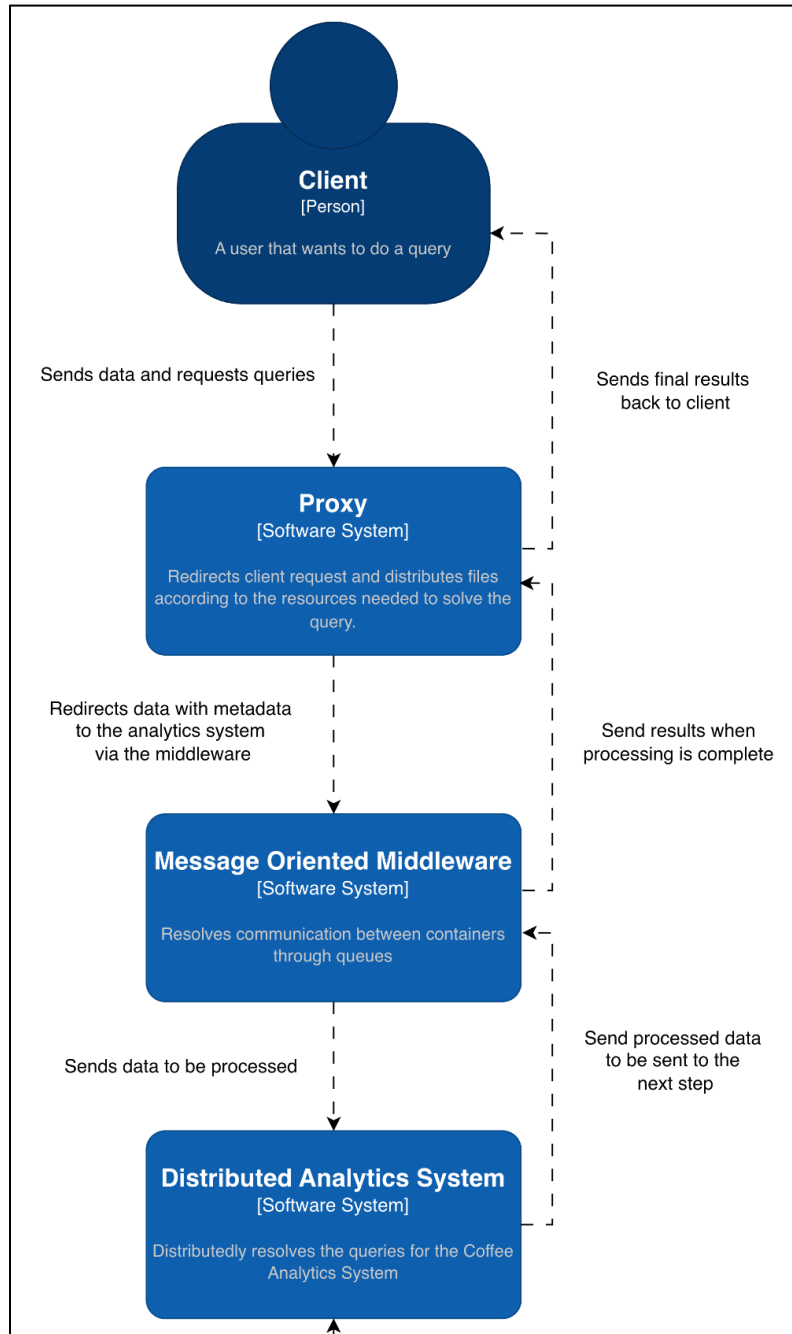 Client
[Person]
A user that wants to do a query
Sends data and requests queries
Sends final results
back to client
Proxy
[Software System]
Redirects client request and distributes files
according to the resources needed to solve the
query.
Redirects data with metadata
to the analytics system
via the middleware
Send results when
processing is complete
Message Oriented Middleware
[Software System]
Resolves communication between containers
through queues
Sends data to be processed
Send processed data
to be sent to the
next step
Distributed Analytics System
[Software System]
Distributedly resolves the queries for the Coffee
Analytics System